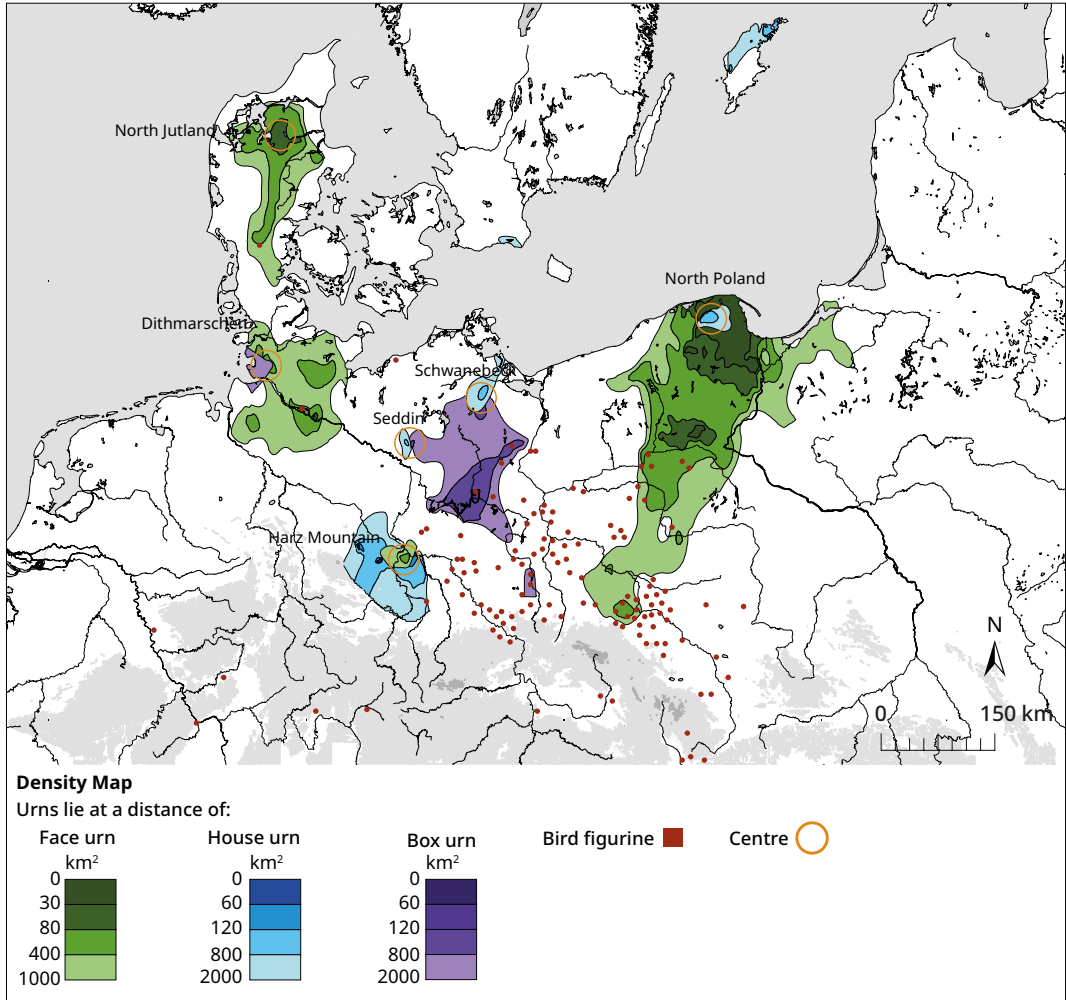 North Jutland
North Poland
Dithmarschen
Schwanebeck
Seddin
Harz Mountain
N
0 150 km
Density Map
Urns lie at a distance of:
Face urn House urn Box urn Bird figurine Centre
km² km² km²
0 0 0
30 60 60
80 120 120
400 800 800
1000 2000 2000